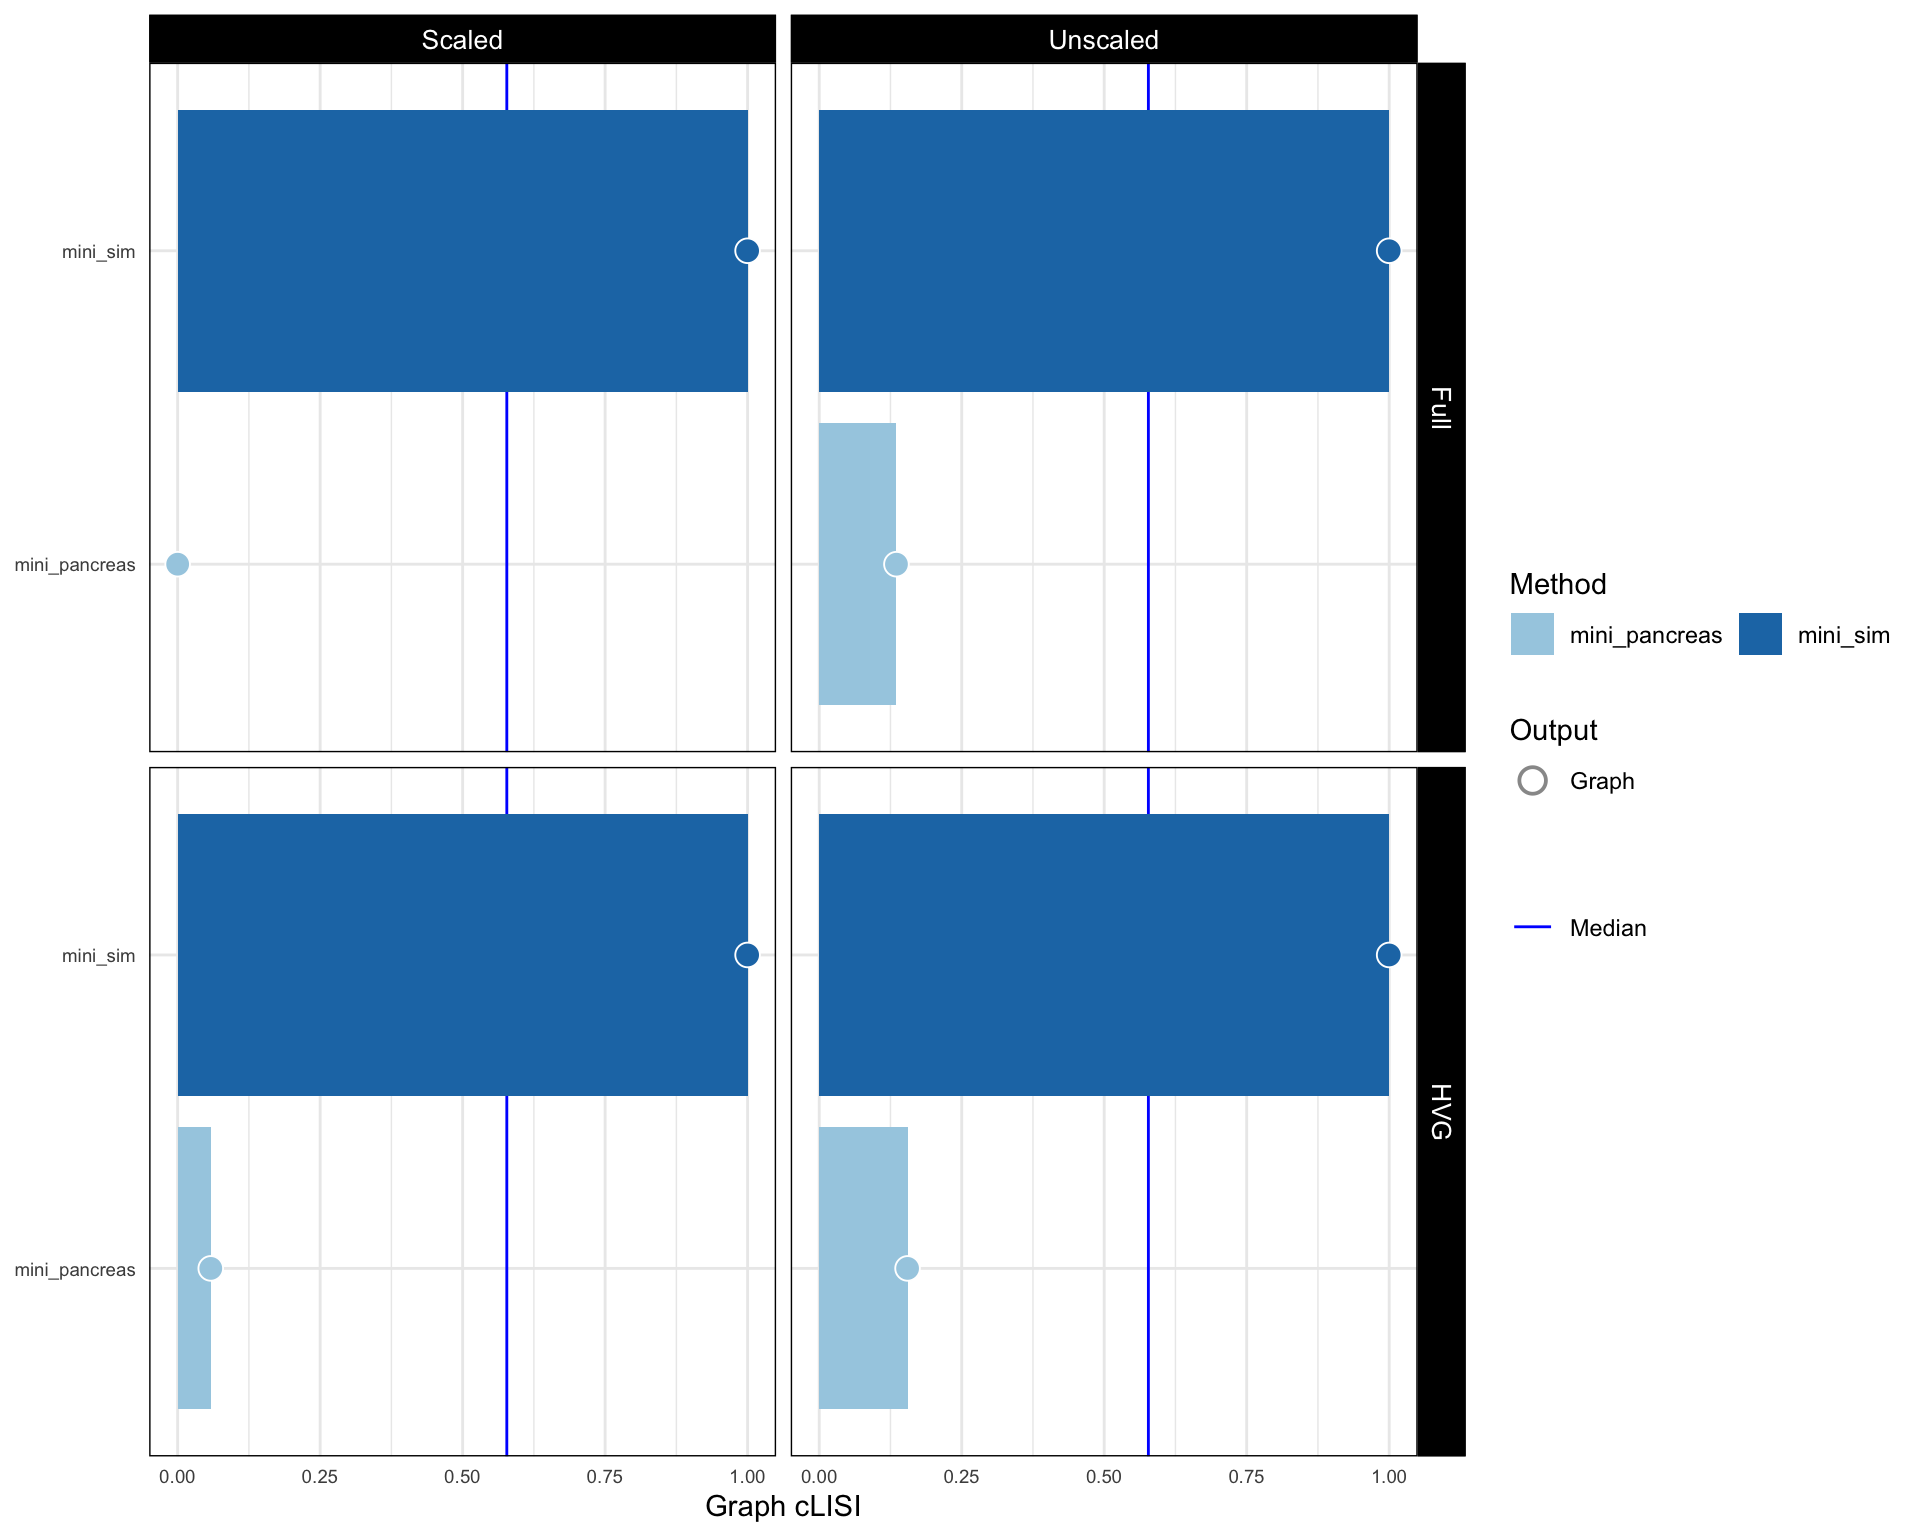 Scaled
Unscaled
mini_sim
mini_pancreas
Full
mini_sim
mini_pancreas
HVG
0.00 0.25 0.50 0.75 1.00
0.00 0.25 0.50 0.75 1.00
Graph cLISI
Method
mini_pancreas
mini_sim
Output
Graph
Median